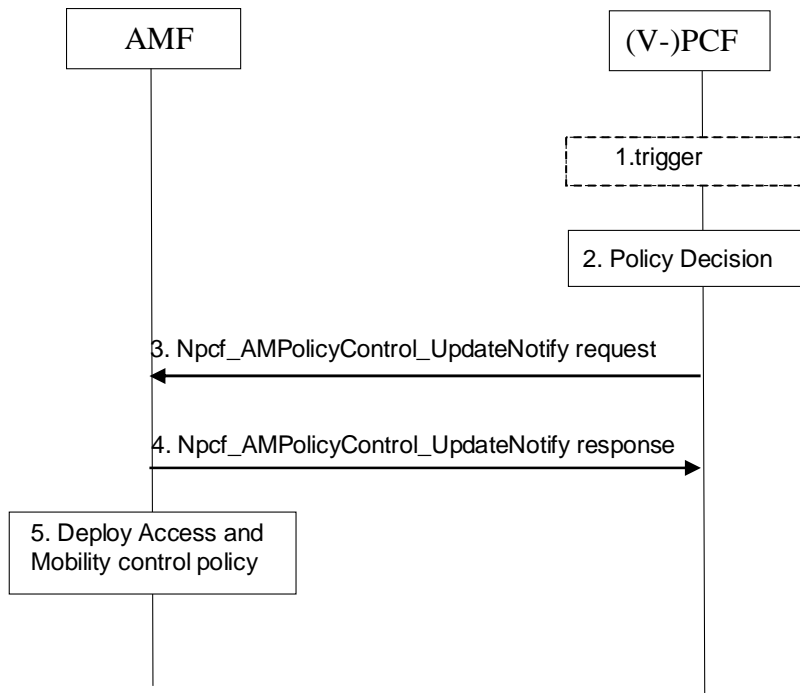 AMF
(V-)PCF
1.trigger
2. Policy Decision
3. Npcf_AMPolicyControl_UpdateNotify request
4. Npcf_AMPolicyControl_UpdateNotify response
5. Deploy Access and
Mobility control policy